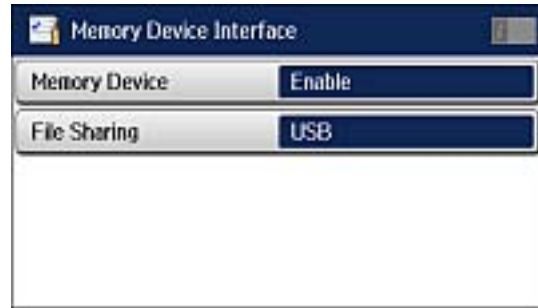 Memory Device Interface
Memory Device Enable
File Sharing USB